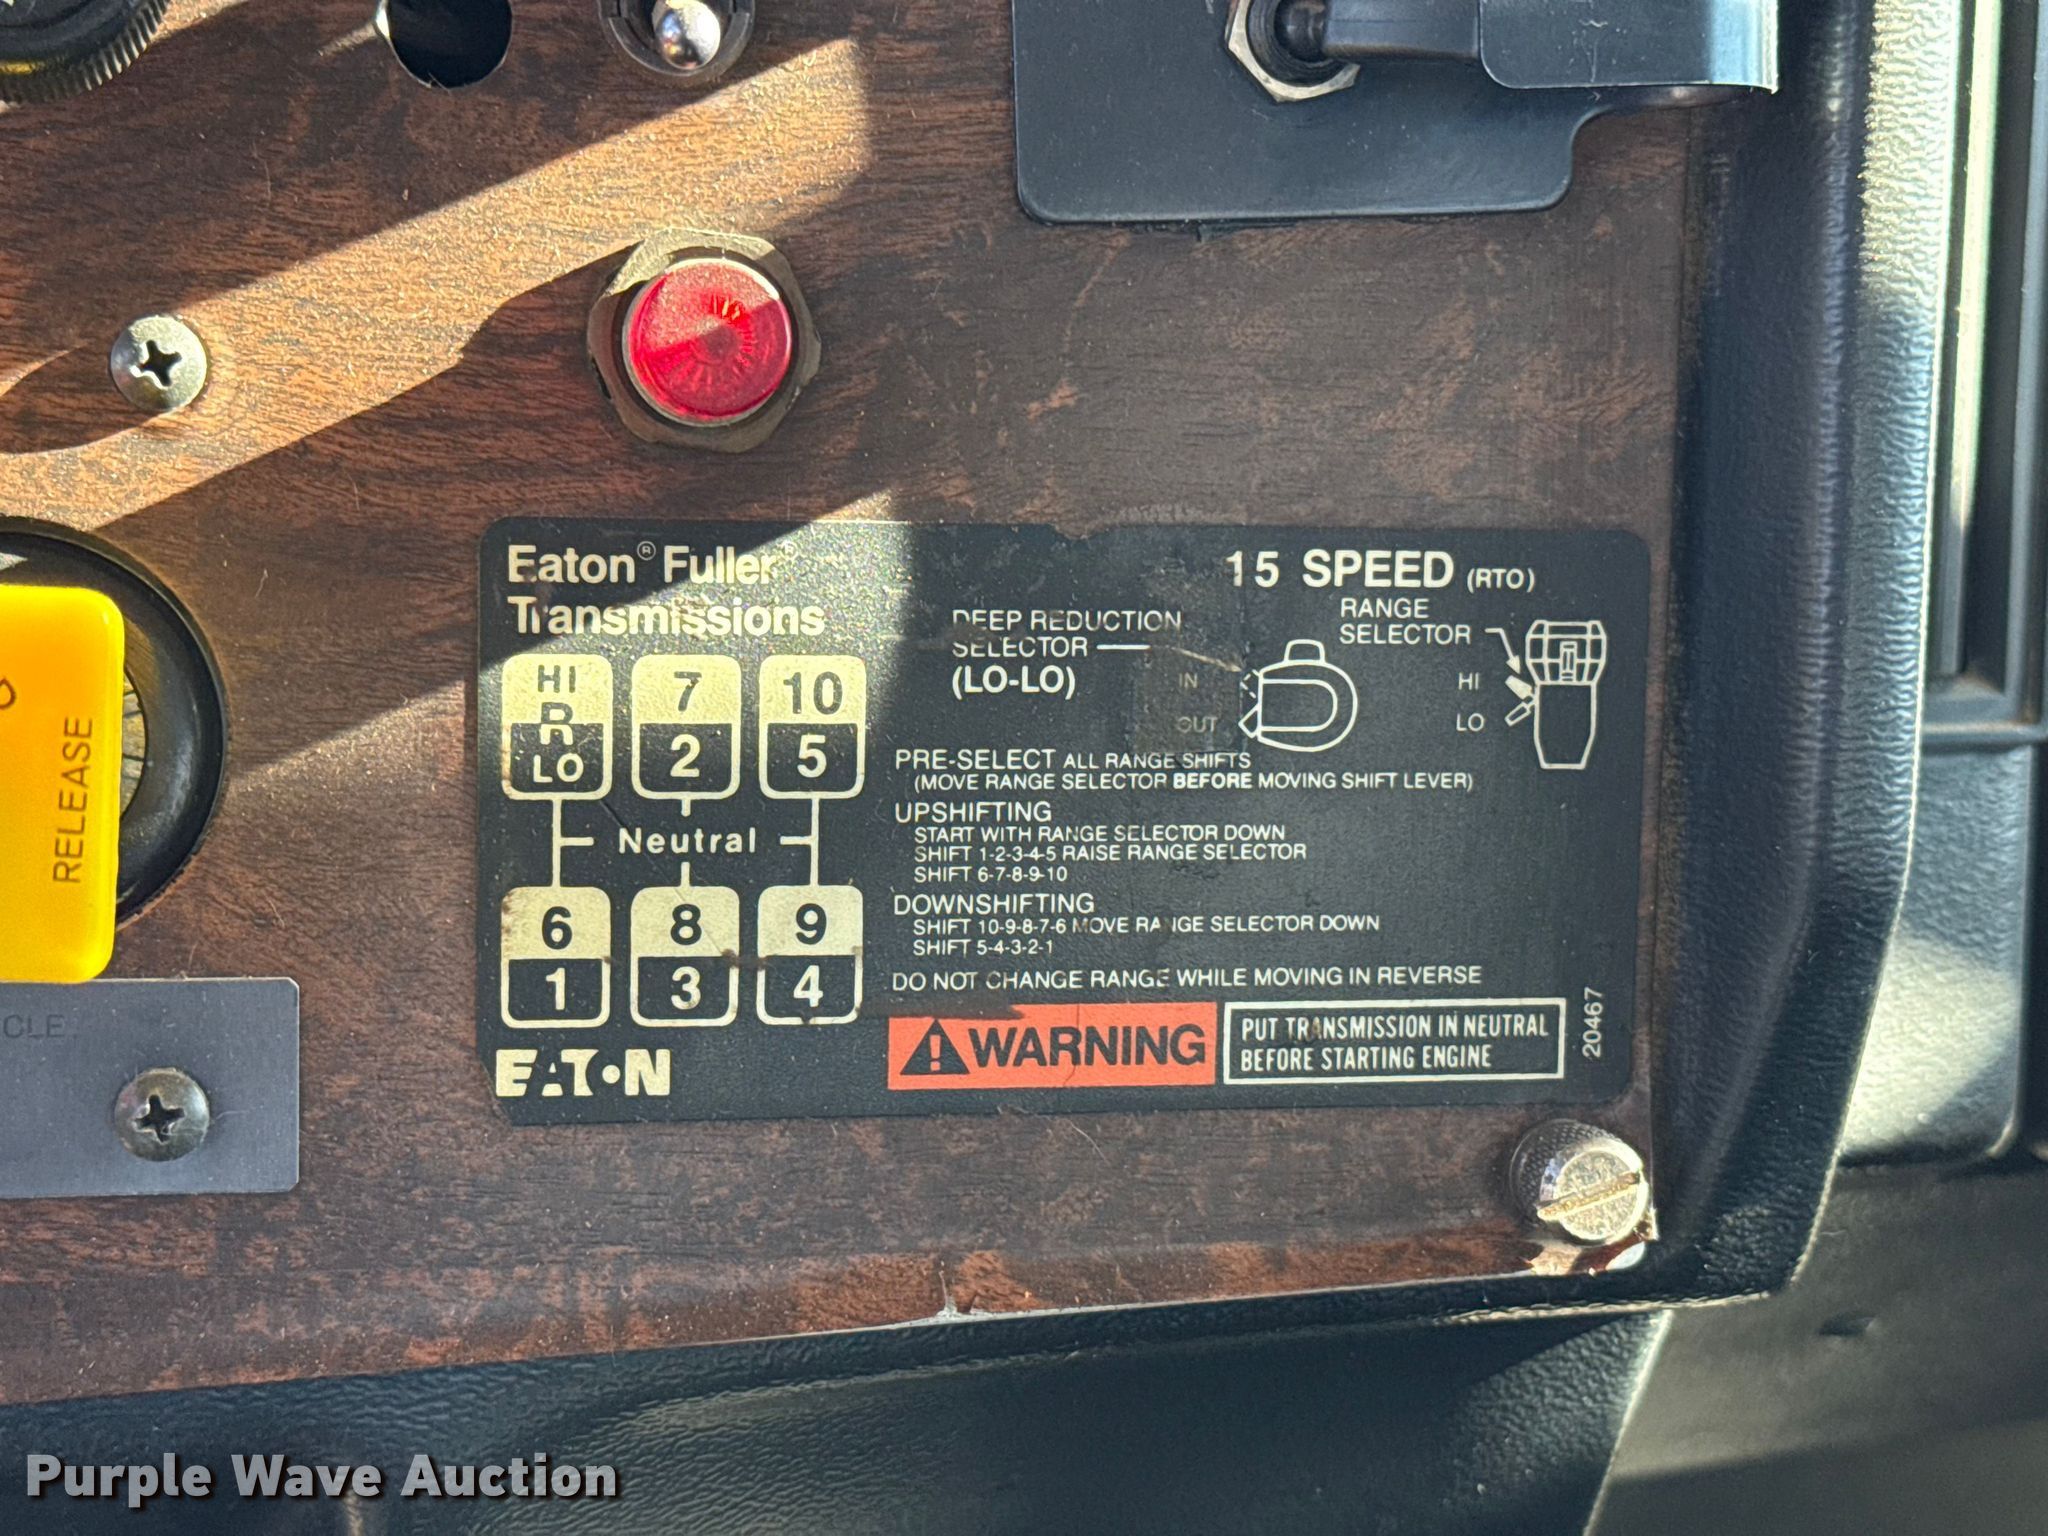 Eaton® Fuller®
Transmissions
15 SPEED (RTO)
DEEP REDUCTION
SELECTOR
(LO-LO)
IN
OUT
RANGE
SELECTOR
HI
LO
HI
R
LO
7
2
10
5
Neutral
6
1
8
3
9
4
EATON
PRE-SELECT ALL RANGE SHIFTS
(MOVE RANGE SELECTOR BEFORE MOVING SHIFT LEVER)
UPSHIFTING
START WITH RANGE SELECTOR DOWN
SHIFT 1-2-3-4-5 RAISE RANGE SELECTOR
SHIFT 6-7-8-9-10
DOWNSHIFTING
SHIFT 10-9-8-7-6 MOVE RANGE SELECTOR DOWN
SHIFT 5-4-3-2-1
DO NOT CHANGE RANGE WHILE MOVING IN REVERSE
WARNING
PUT TRANSMISSION IN NEUTRAL
BEFORE STARTING ENGINE
20467
RELEASE
Purple Wave Auction